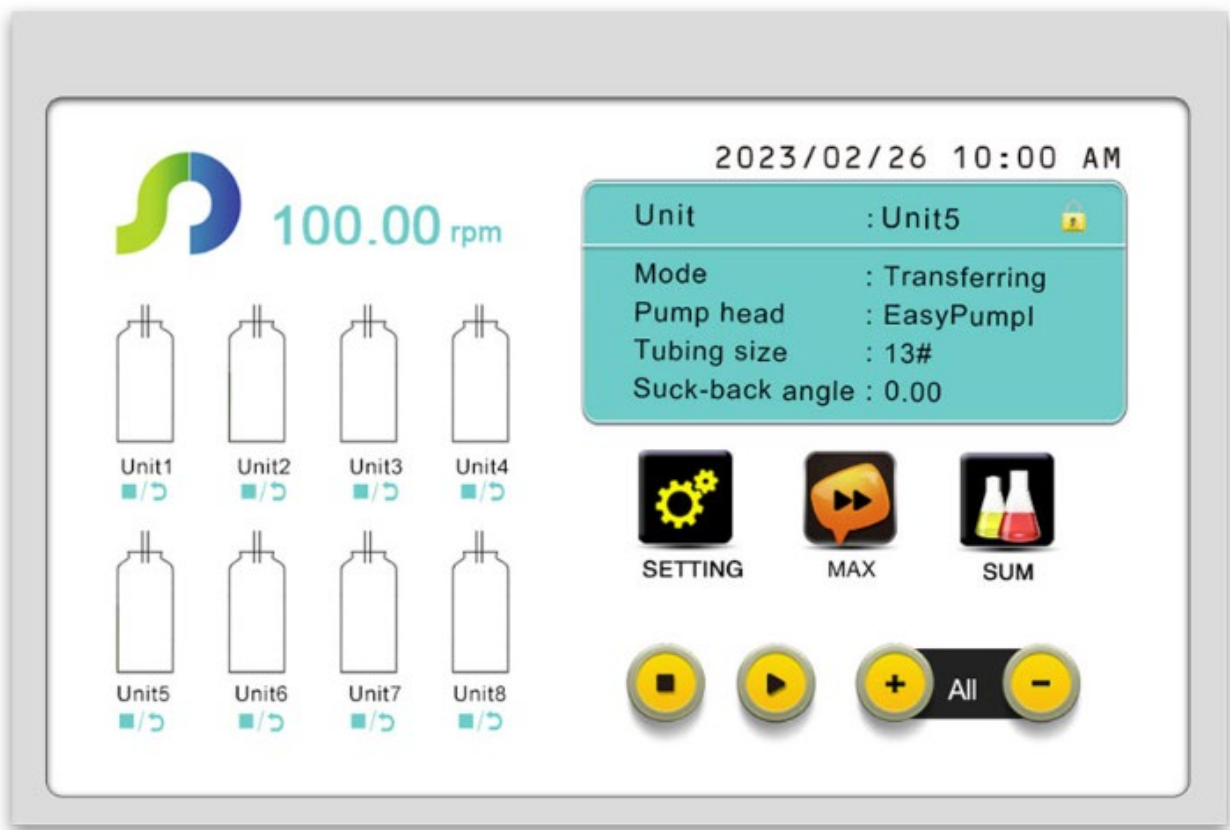 2023/02/26 10:00 AM
100.00 rpm
Unit : Unit5
Mode : Transferring
Pump head : EasyPumpI
Tubing size : 13#
Suck-back angle : 0.00
Unit1 Unit2 Unit3 Unit4
Unit5 Unit6 Unit7 Unit8
SETTING MAX SUM
All